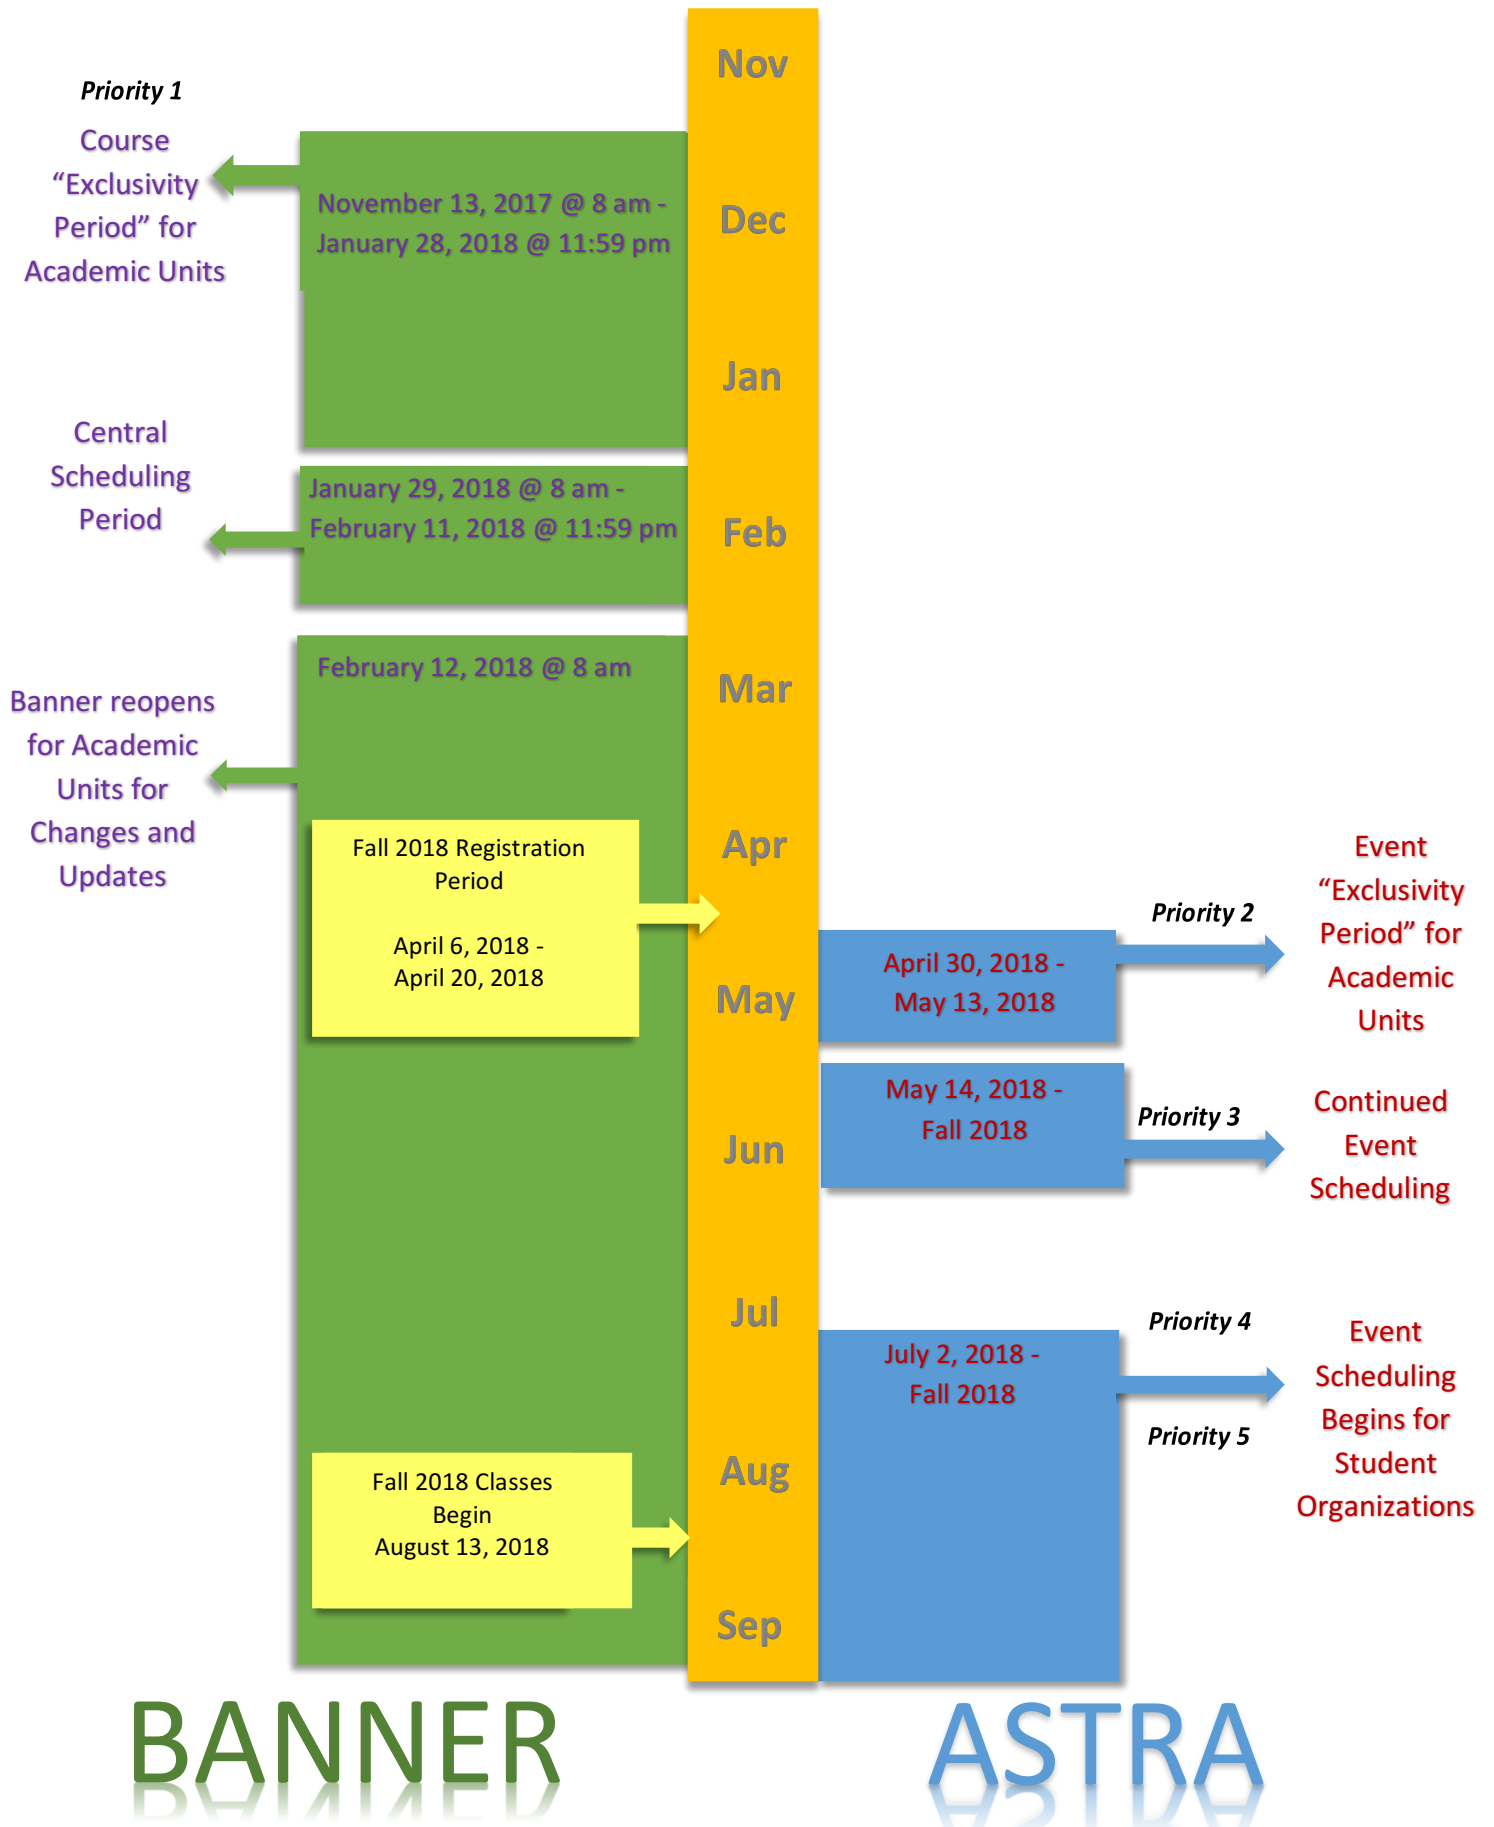 Priority 1
Course
“Exclusivity
Period” for
Academic Units
November 13, 2017 @ 8 am -
January 28, 2018 @ 11:59 pm
Central
Scheduling
Period
January 29, 2018 @ 8 am -
February 11, 2018 @ 11:59 pm
Banner reopens
for Academic
Units for
Changes and
Updates
February 12, 2018 @ 8 am
Fall 2018 Registration
Period
April 6, 2018 -
April 20, 2018
Fall 2018 Classes
Begin
August 13, 2018
Nov
Dec
Jan
Feb
Mar
Apr
May
Jun
Jul
Aug
Sep
April 30, 2018 -
May 13, 2018
Priority 2
Event
“Exclusivity
Period” for
Academic
Units
May 14, 2018 -
Fall 2018
Priority 3
Continued
Event
Scheduling
July 2, 2018 -
Fall 2018
Priority 4
Priority 5
Event
Scheduling
Begins for
Student
Organizations
BANNER
ASTRA